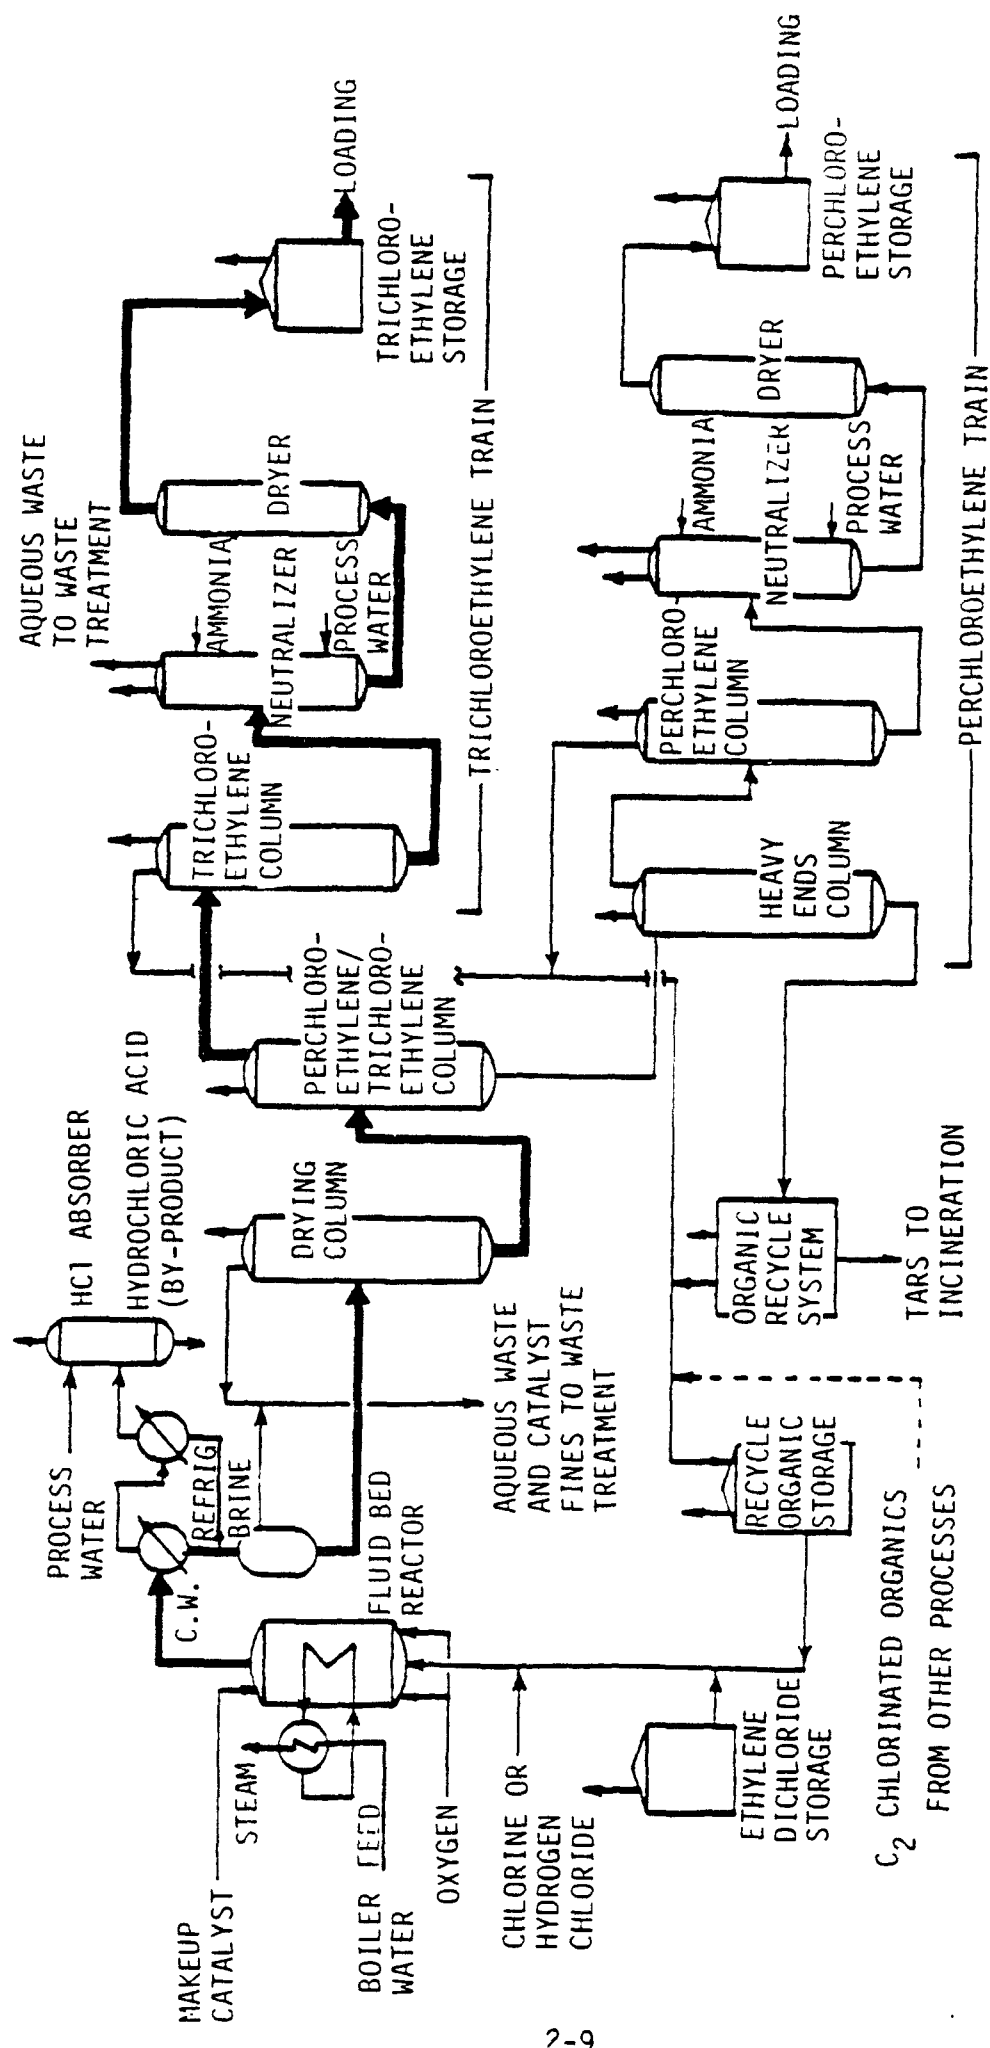 MAKEUP
CATALYST
STEAM
BOILER FEED
WATER
OXYGEN
CHLORINE OR
HYDROGEN
CHLORIDE
ETHYLENE
DICHLORIDE
STORAGE
C2 CHLORINATED ORGANICS
FROM OTHER PROCESSES
PROCESS
WATER
C.W.
REFRIG
BRINE
FLUID BED
REACTOR
HCl ABSORBER
HYDROCHLORIC ACID
(BY-PRODUCT)
AQUEOUS WASTE
AND CATALYST
FINES TO WASTE
TREATMENT
RECYCLE
ORGANIC
STORAGE
DRYING
COLUMN
ORGANIC
RECYCLE
SYSTEM
TARS TO
INCINERATION
PERCHLORO-
ETHYLENE/
TRICHLORO-
ETHYLENE
COLUMN
TRICHLORO-
ETHYLENE
COLUMN
AQUEOUS WASTE
TO WASTE
TREATMENT
AMMONIA
NEUTRALIZER
PROCESS
WATER
DRYER
TRICHLORO-
ETHYLENE
STORAGE
LOADING
TRICHLOROETHYLENE TRAIN
HEAVY
ENDS
COLUMN
PERCHLORO-
ETHYLENE
COLUMN
AMMONIA
NEUTRALIZER
PROCESS
WATER
DRYER
PERCHLORO-
ETHYLENE
STORAGE
LOADING
PERCHLOROETHYLENE TRAIN
2-9